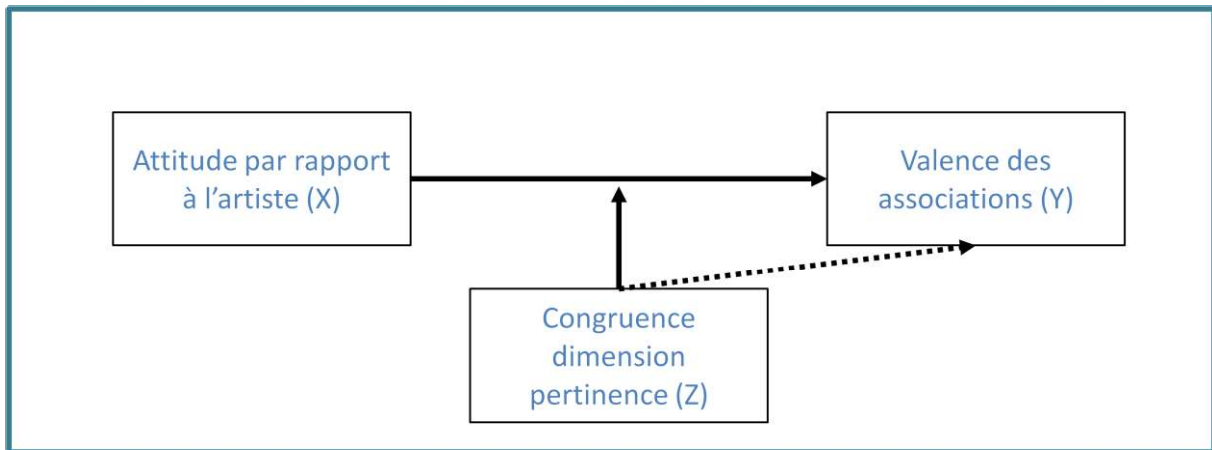 Attitude par rapport
à l'artiste (X)
Valence des
associations (Y)
Congruence
dimension
pertinence (Z)